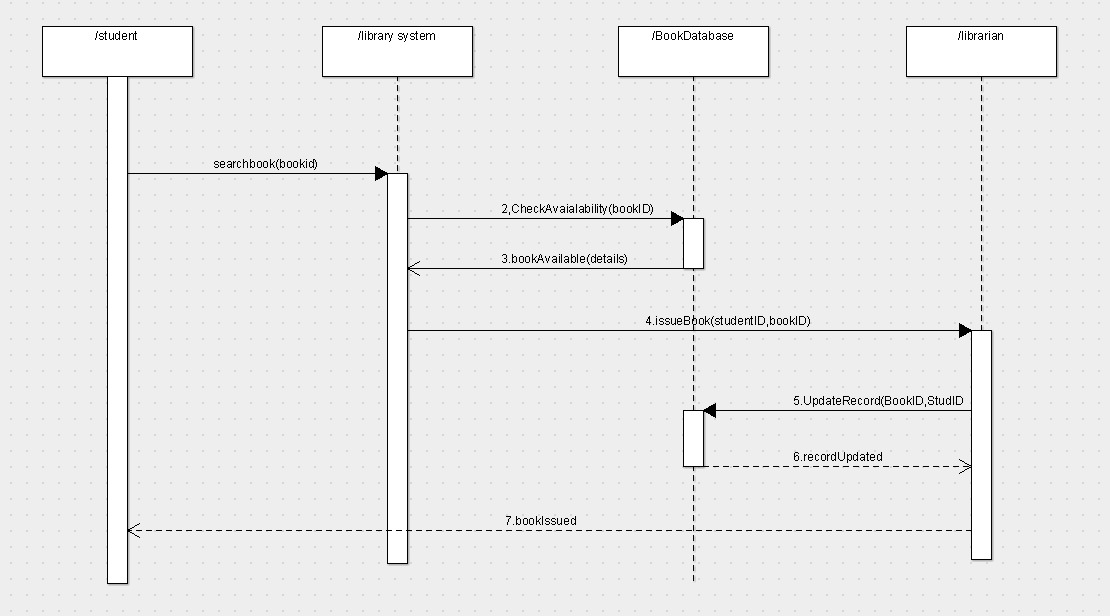 /student
/library system
/BookDatabase
/librarian
searchbook(bookid)
2,CheckAvaialability(bookID)
3.bookAvailable(details)
4.issueBook(studentID,bookID)
5.UpdateRecord(BookID,StudID
6.recordUpdated
7.bookIssued